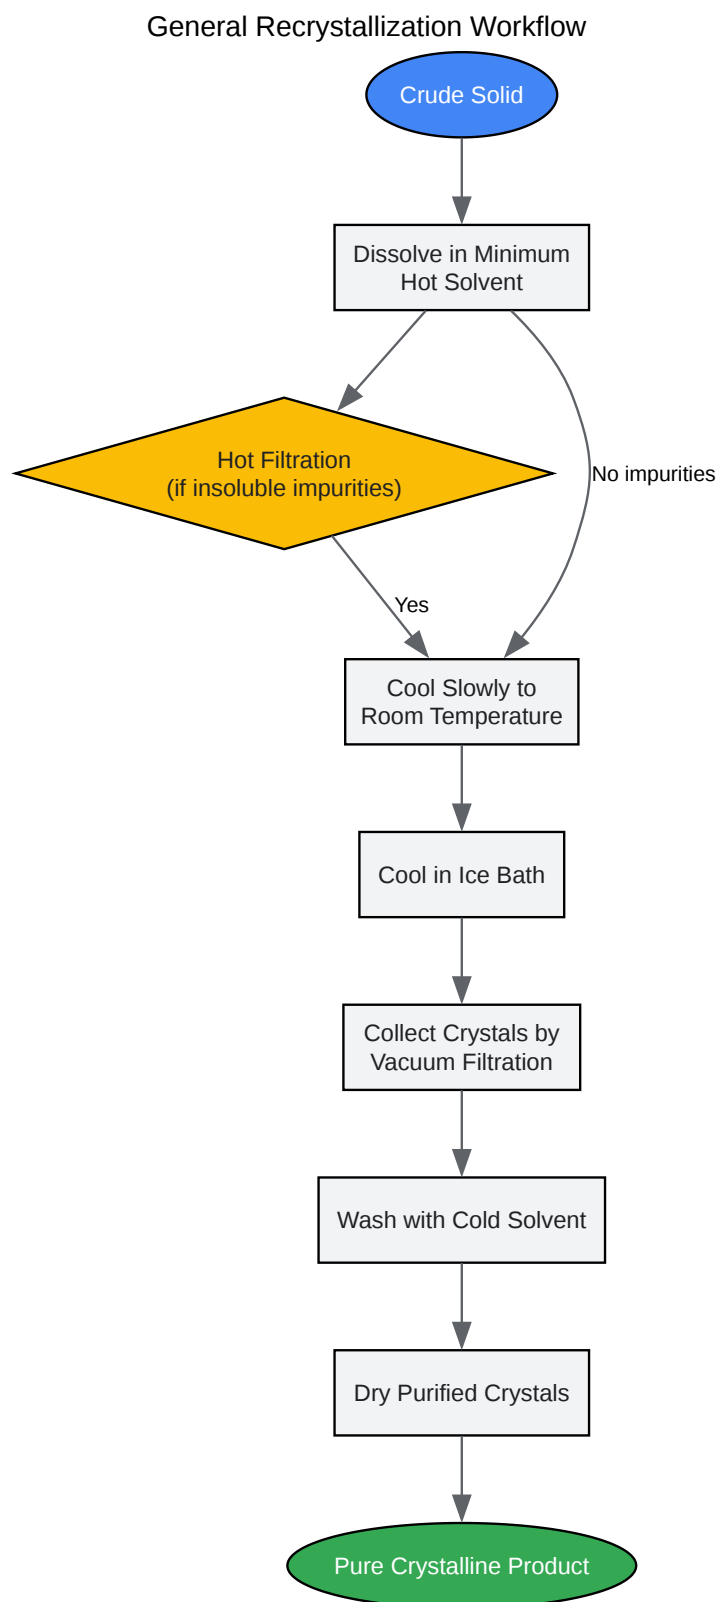 General Recrystallization Workflow
Crude Solid
Dissolve in Minimum
Hot Solvent
Hot Filtration
(if insoluble impurities)
No impurities
Yes
Cool Slowly to
Room Temperature
Cool in Ice Bath
Collect Crystals by
Vacuum Filtration
Wash with Cold Solvent
Dry Purified Crystals
Pure Crystalline Product